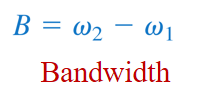 B = ω₂ − ω₁
Bandwidth